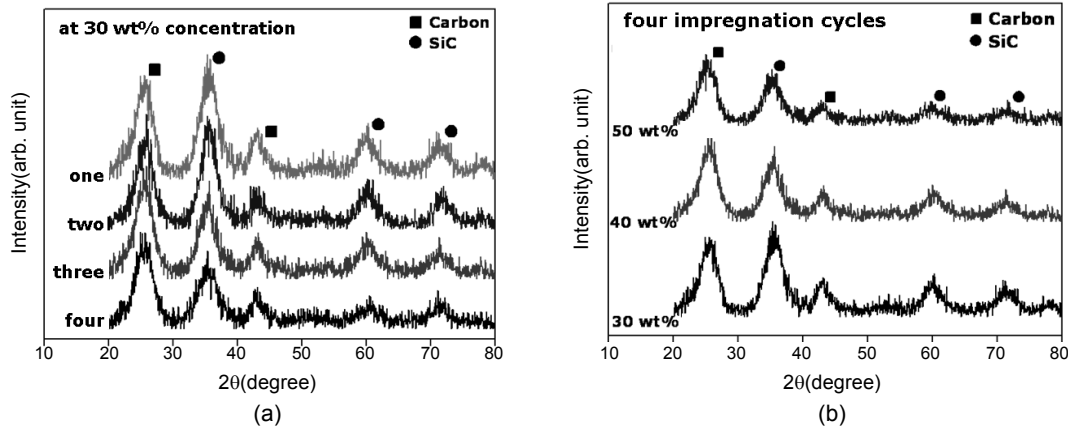 at 30 wt% concentration
Carbon
SiC
one
two
three
four
Intensity(arb. unit)
10 20 30 40 50 60 70 80
2θ(degree)
(a)
four impregnation cycles
Carbon
SiC
50 wt%
40 wt%
30 wt%
Intensity(arb. unit)
10 20 30 40 50 60 70 80
2θ(degree)
(b)